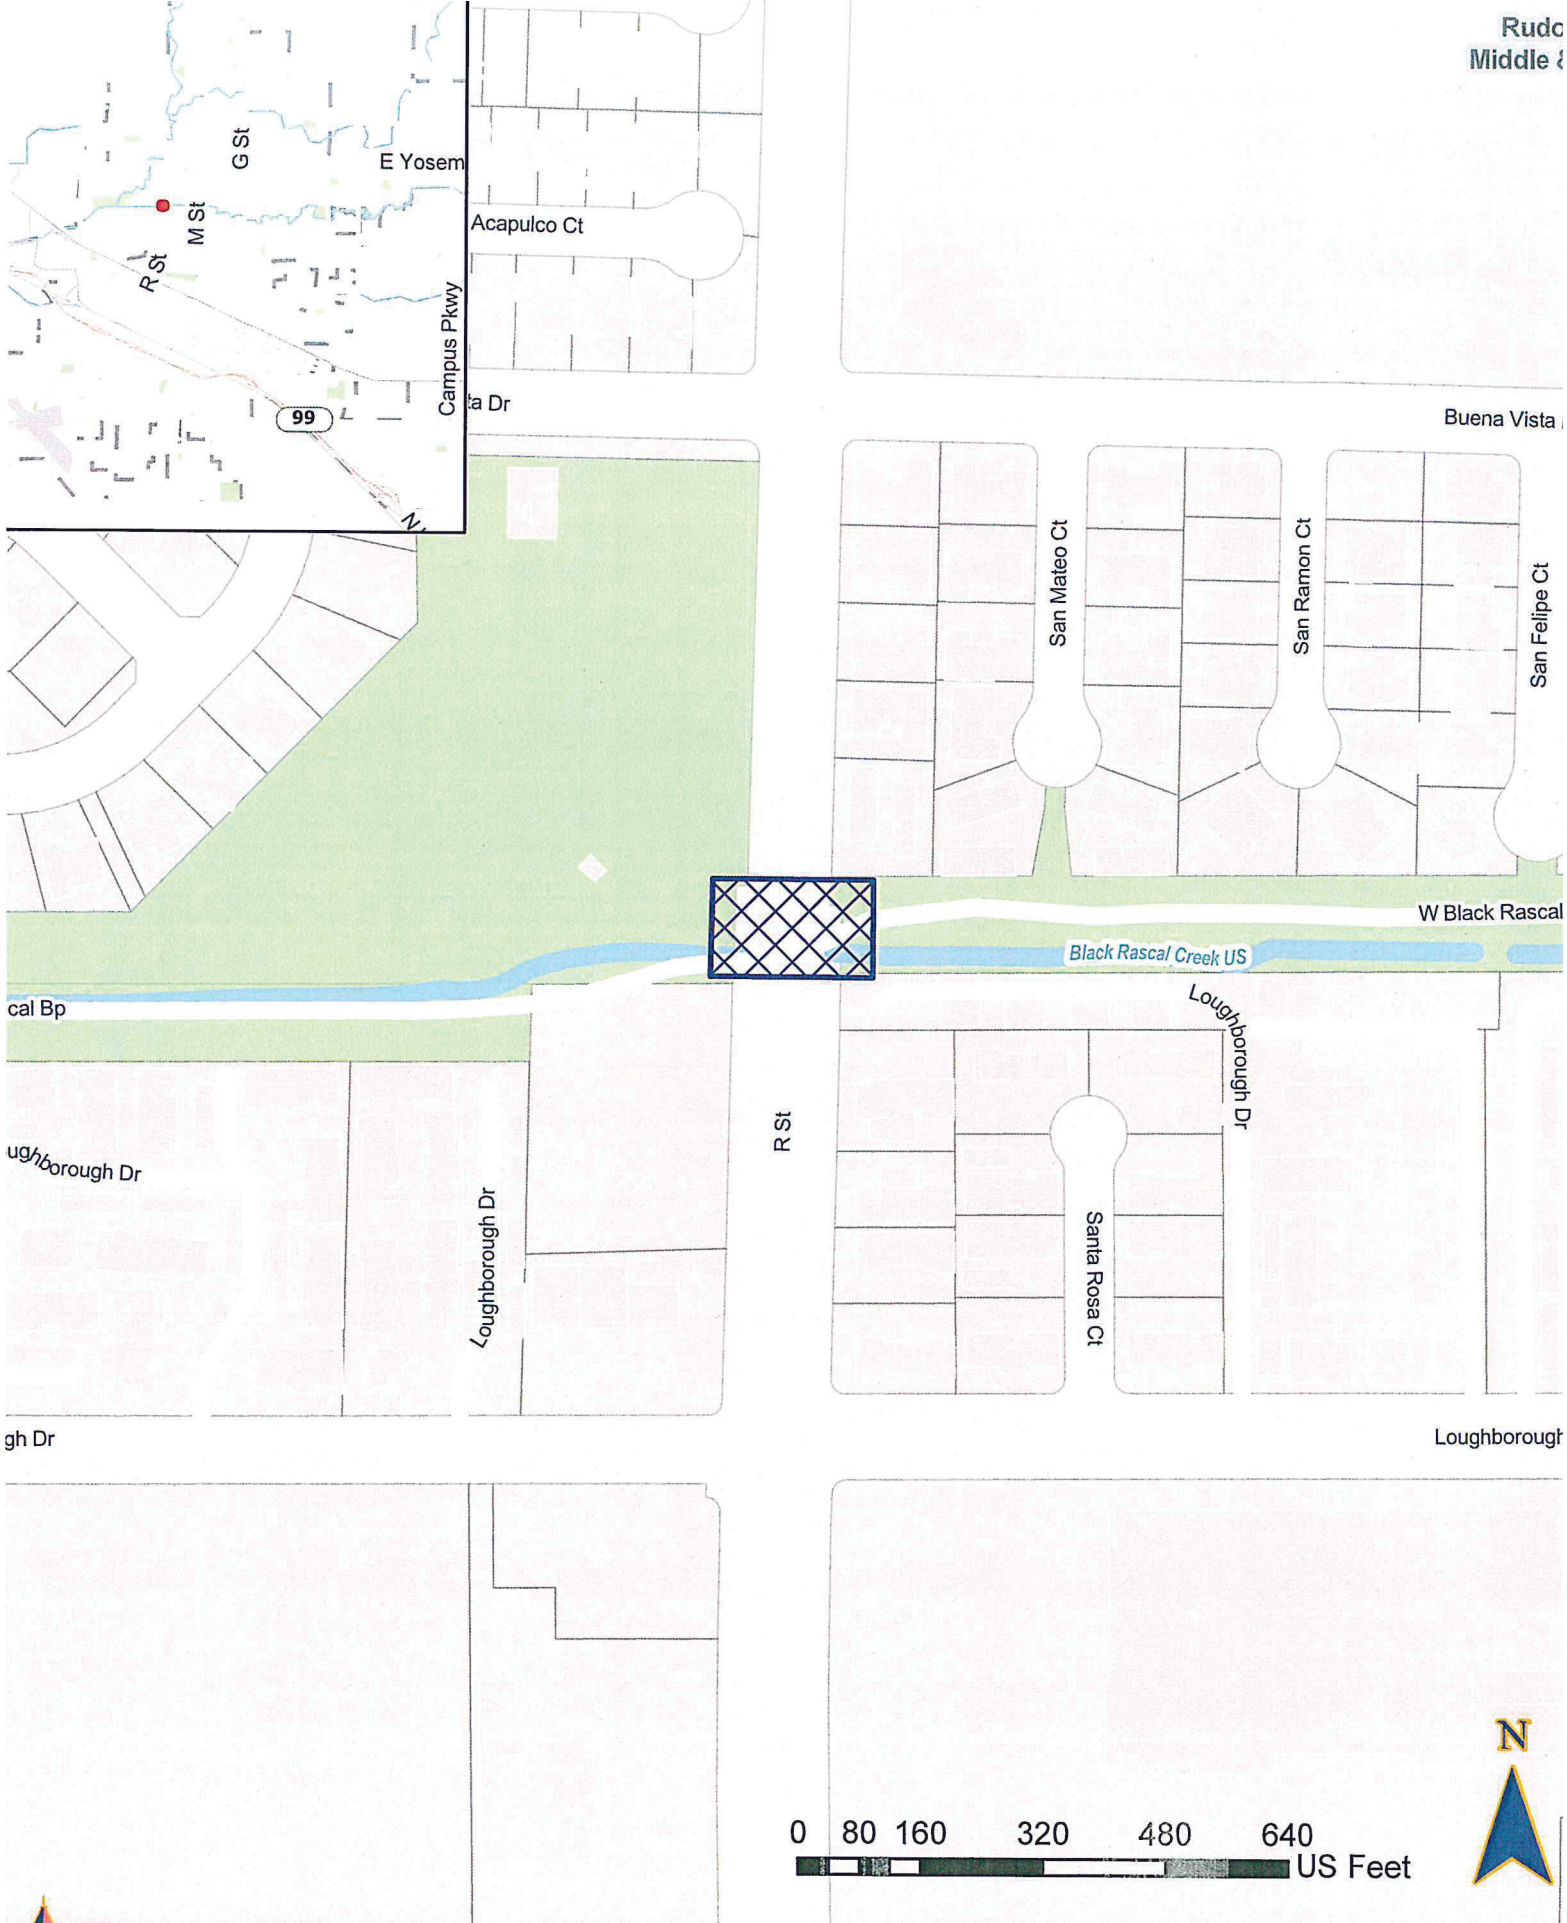 Rudo
Middle &
G St
E Yosem
M St
R St
Campus Pkwy
99
N
Acapulco Ct
ta Dr
Buena Vista
San Mateo Ct
San Ramon Ct
San Felipe Ct
W Black Rascal
Black Rascal Creek US
cal Bp
Loughborough Dr
ughborough Dr
Loughborough Dr
R St
Santa Rosa Ct
gh Dr
Loughborough
N
0 80 160 320 480 640
US Feet